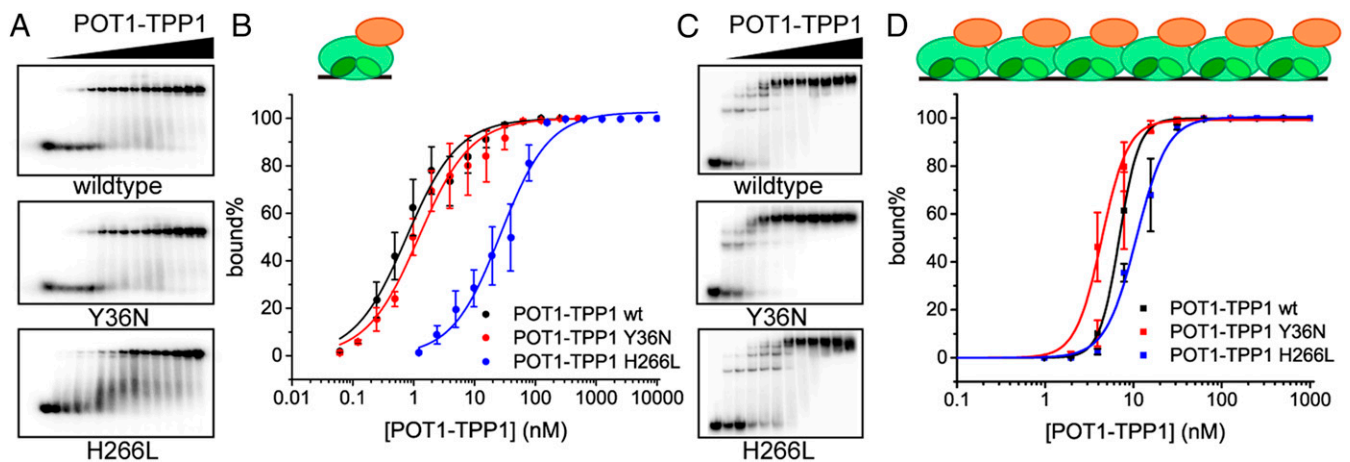 A
POT1-TPP1
wildtype
Y36N
H266L
B
bound%
100
80
60
40
20
0
POT1-TPP1 wt
POT1-TPP1 Y36N
POT1-TPP1 H266L
0.01 0.1 1 10 100 1000 10000
[POT1-TPP1] (nM)
C
POT1-TPP1
wildtype
Y36N
H266L
D
bound%
100
80
60
40
20
0
POT1-TPP1 wt
POT1-TPP1 Y36N
POT1-TPP1 H266L
0.1 1 10 100 1000
[POT1-TPP1] (nM)